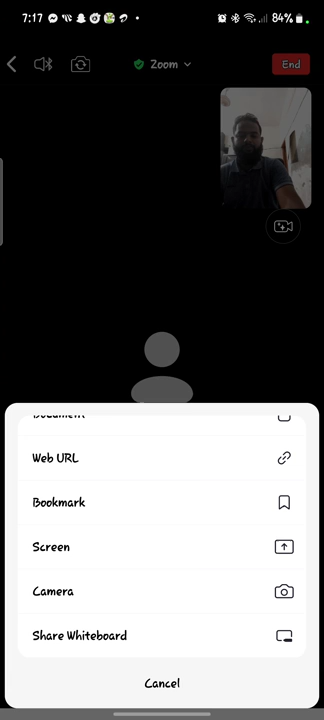 7:17
84%
Zoom
End
Document
Web URL
Bookmark
Screen
Camera
Share Whiteboard
Cancel